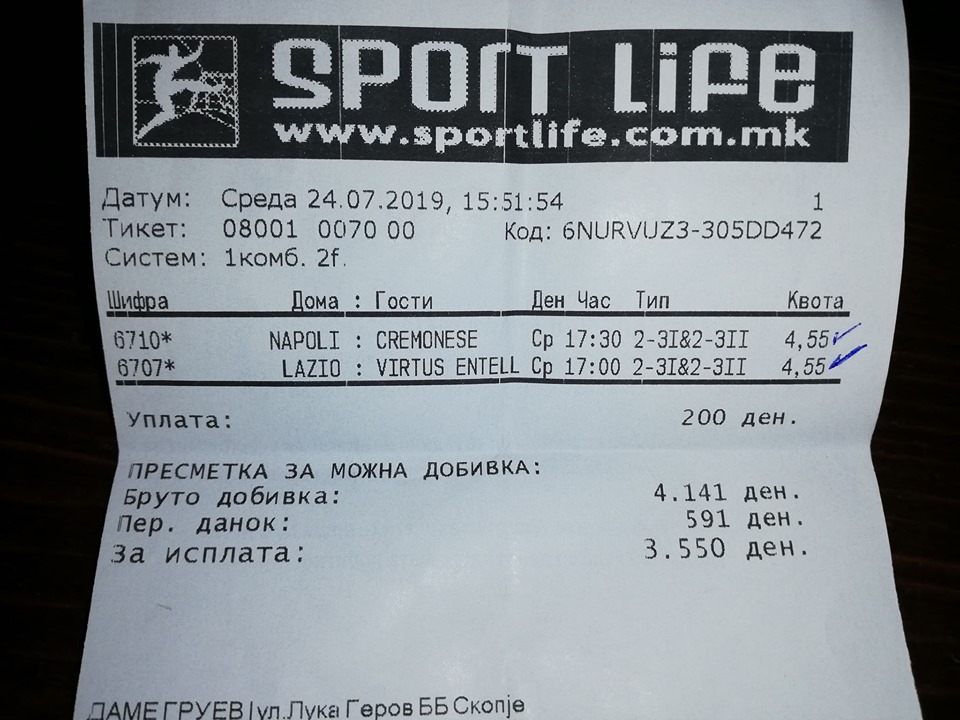 SPORT LiFe
www.sportlife.com.mk
Датум: Среда 24.07.2019, 15:51:54 1
Тикет: 08001 0070 00 Код: 6NURVUZ3-305DD472
Систем: 1комб. 2f.
Шифра Дома : Гости Ден Час Тип Квота
6710* NAPOLI : CREMONESE Ср 17:30 2-3I&2-3II 4,55
6707* LAZIO : VIRTUS ENTELL Ср 17:00 2-3I&2-3II 4,55
Уплата: 200 ден.
ПРЕСМЕТКА ЗА МОЖНА ДОБИВКА:
Бруто добивка: 4.141 ден.
Пер. данок: 591 ден.
За исплата: 3.550 ден.
ДАМЕ ГРУЕВ | ул.Лука Геров ББ Скопје